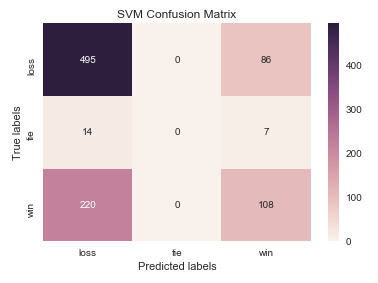 SVM Confusion Matrix
True labels
loss
495
0
86
tie
14
0
7
win
220
0
108
loss
tie
win
Predicted labels
400
300
200
100
0